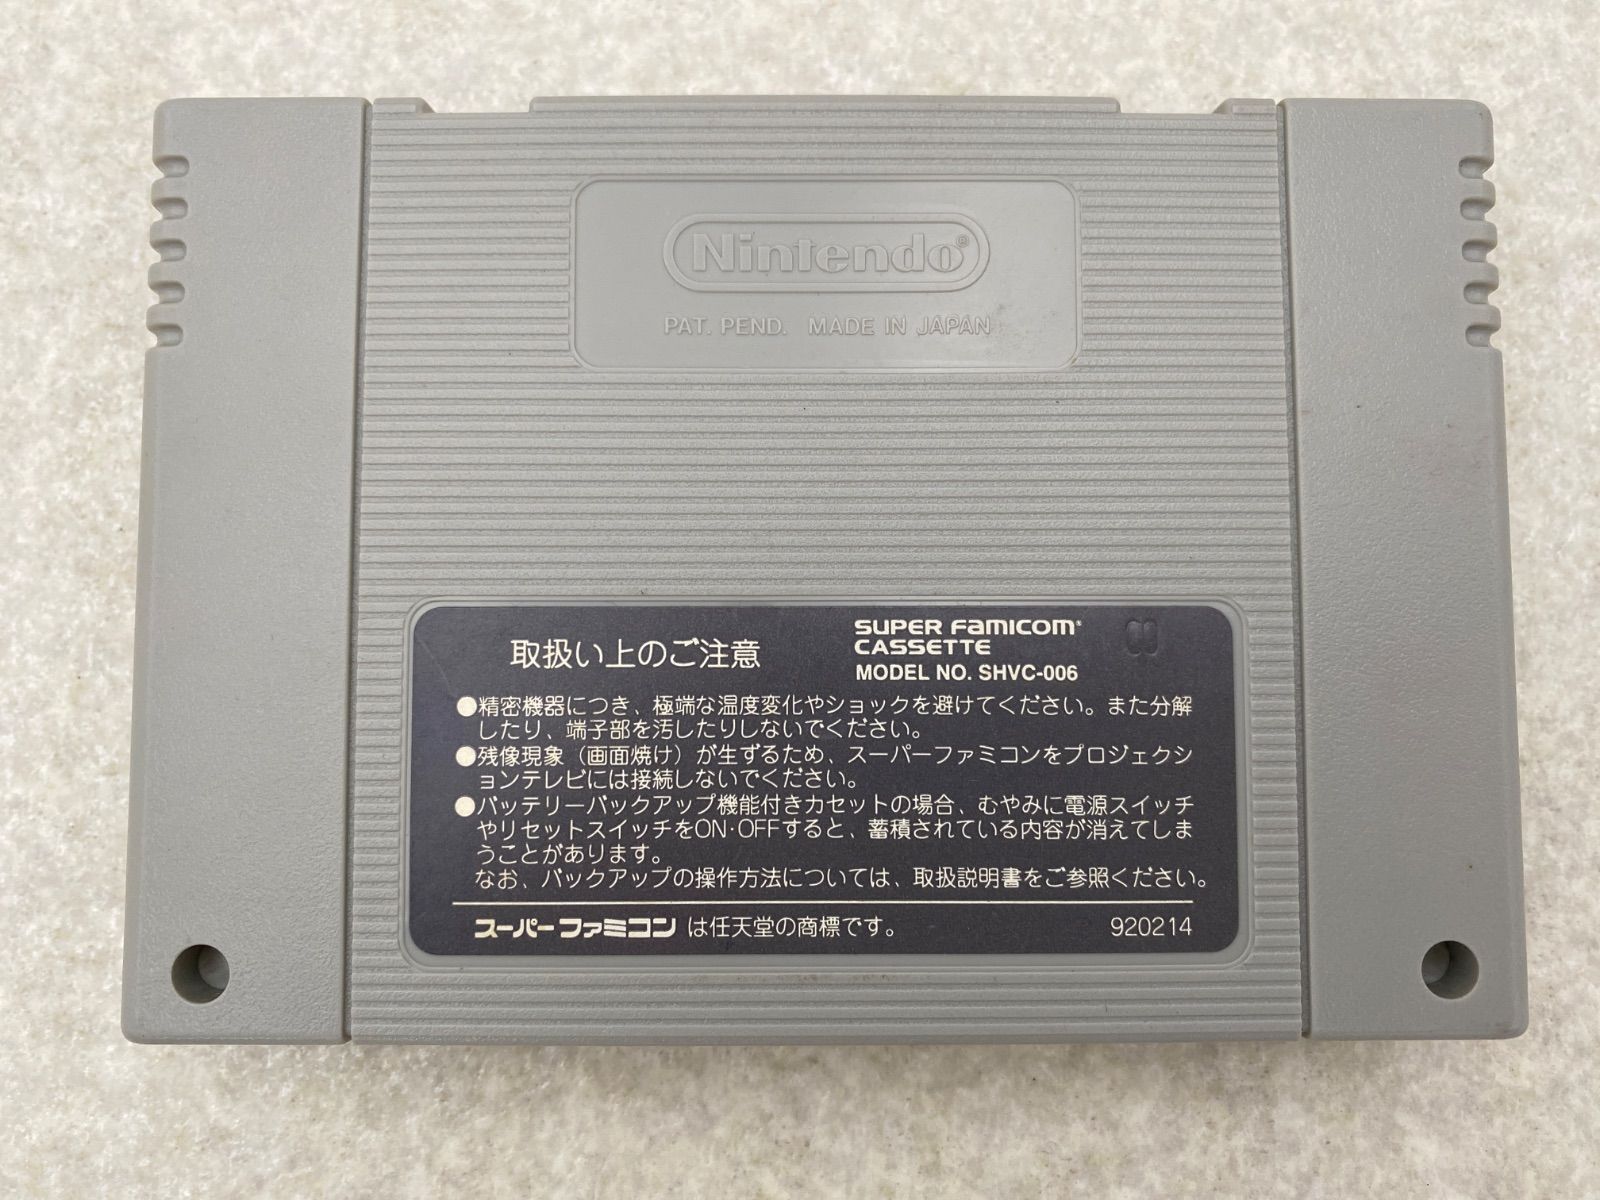 Nintendo®
PAT. PEND. MADE IN JAPAN
取扱い上のご注意
SUPER FAMICOM®
CASSETTE
MODEL NO. SHVC-006
●精密機器につき、極端な温度変化やショックを避けてください。また分解
したり、端子部を汚したりしないでください。
●残像現象（画面焼け）が生ずるため、スーパーファミコンをプロジェクシ
ョンテレビには接続しないでください。
●バッテリーバックアップ機能付きカセットの場合、むやみに電源スイッチ
やリセットスイッチをON·OFFすると、蓄積されている内容が消えてしま
うことがあります。
なお、バックアップの操作方法については、取扱説明書をご参照ください。
スーパーファミコン は任天堂の商標です。
920214